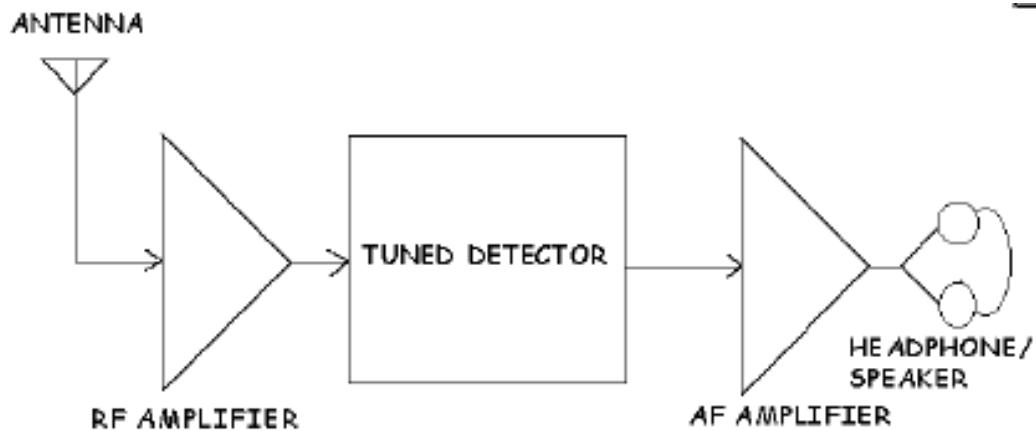 ANTENNA
TUNED DETECTOR
HEADPHONE/
SPEAKER
RF AMPLIFIER
AF AMPLIFIER